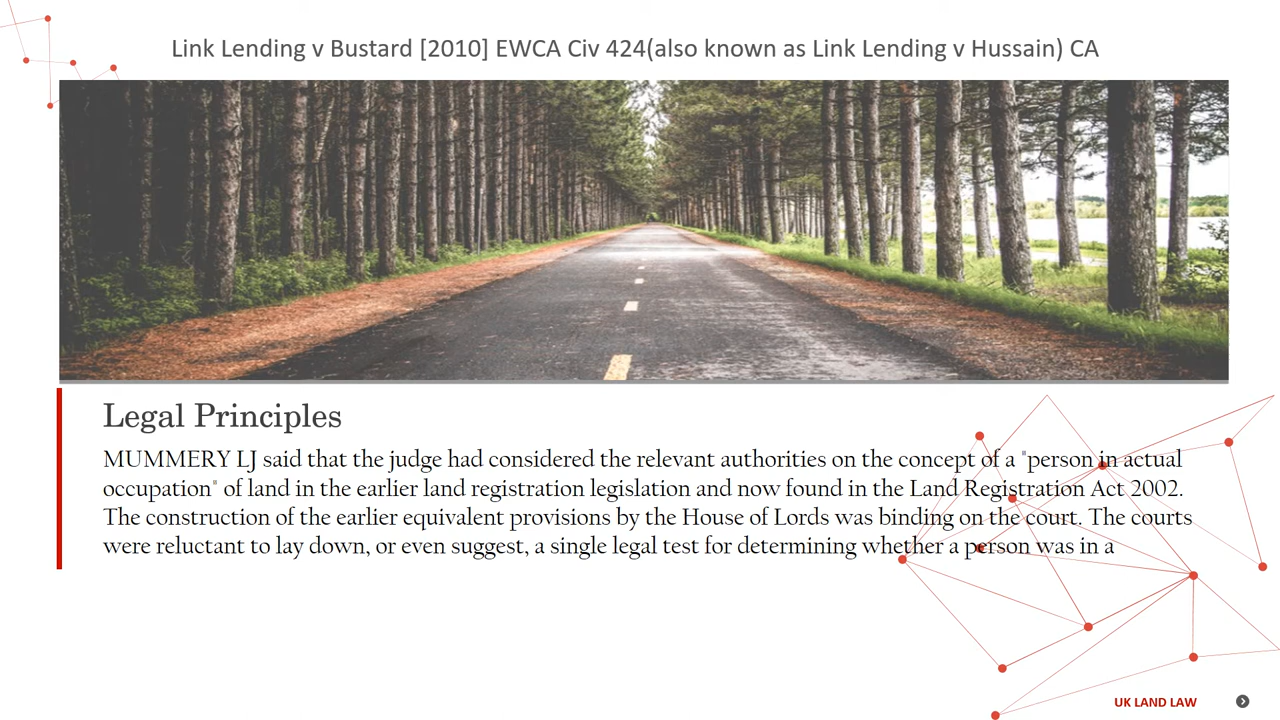 Link Lending v Bustard [2010] EWCA Civ 424(also known as Link Lending v Hussain) CA
Legal Principles
MUMMERY LJ said that the judge had considered the relevant authorities on the concept of a "person in actual
occupation" of land in the earlier land registration legislation and now found in the Land Registration Act 2002.
The construction of the earlier equivalent provisions by the House of Lords was binding on the court. The courts
were reluctant to lay down, or even suggest, a single legal test for determining whether a person was in a
UK LAND LAW